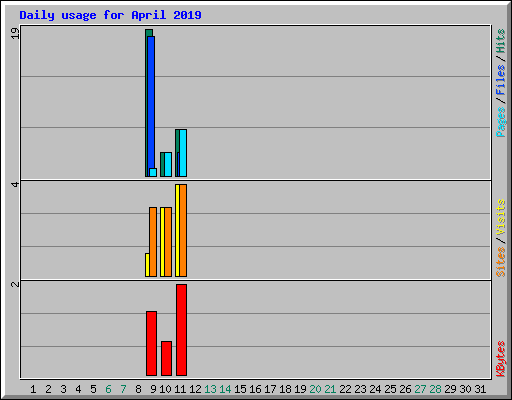 Daily usage for April 2019
19
4
2
Pages / Files / Hits
Sites / Visits
KBytes
1 2 3 4 5 6 7 8 9 10 11 12 13 14 15 16 17 18 19 20 21 22 23 24 25 26 27 28 29 30 31